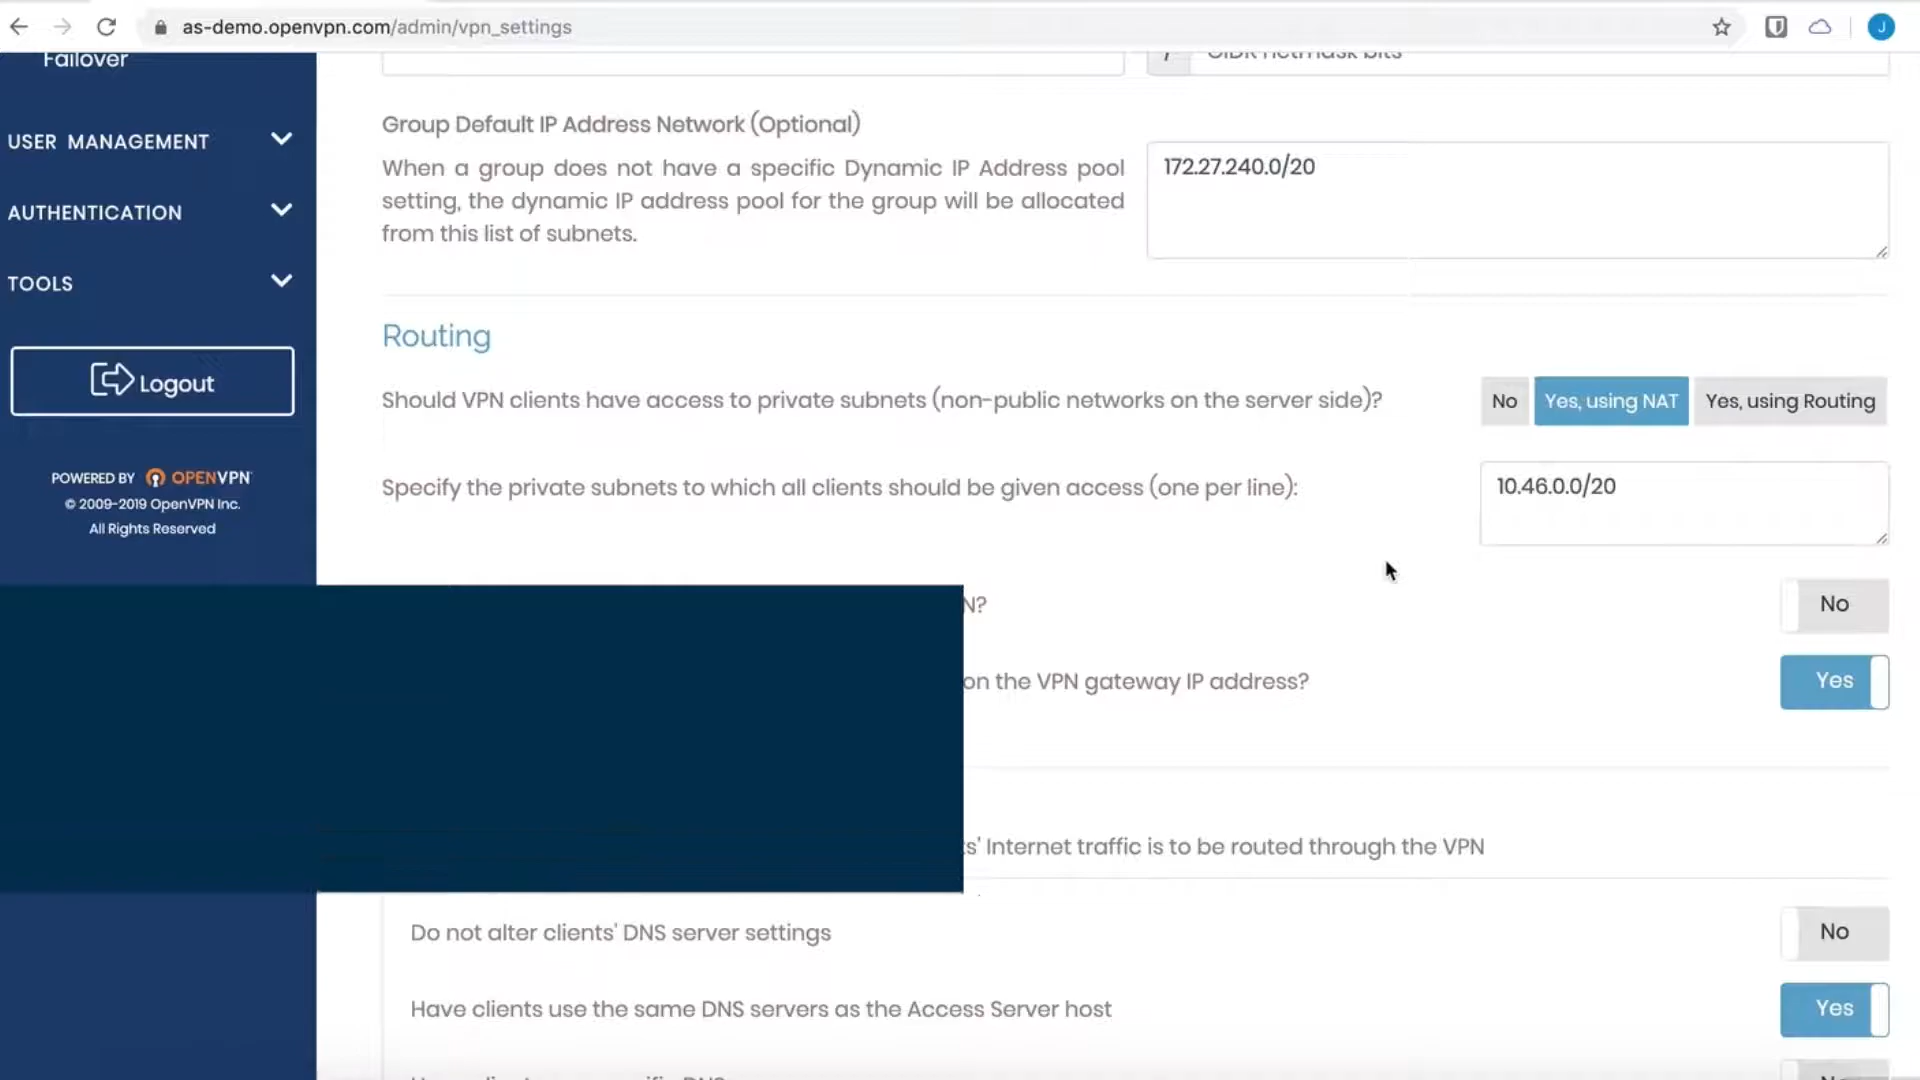 as-demo.openvpn.com/admin/vpn_settings
J
Failover
/ CIDR netmask bits
Group Default IP Address Network (Optional)
When a group does not have a specific Dynamic IP Address pool
setting, the dynamic IP address pool for the group will be allocated
from this list of subnets.
172.27.240.0/20
USER MANAGEMENT
AUTHENTICATION
TOOLS
Logout
POWERED BY OPENVPN
© 2009-2019 OpenVPN Inc.
All Rights Reserved
Routing
Should VPN clients have access to private subnets (non-public networks on the server side)?
No
Yes, using NAT
Yes, using Routing
Specify the private subnets to which all clients should be given access (one per line):
10.46.0.0/20
N?
No
on the VPN gateway IP address?
Yes
s' Internet traffic is to be routed through the VPN
Do not alter clients' DNS server settings
No
Have clients use the same DNS servers as the Access Server host
Yes